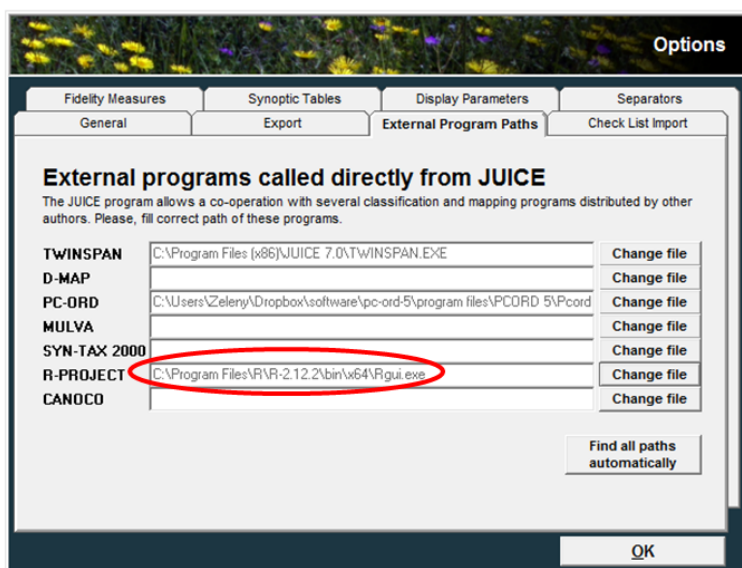 Options
Fidelity Measures
Synoptic Tables
Display Parameters
Separators
General
Export
External Program Paths
Check List Import
External programs called directly from JUICE
The JUICE program allows a co-operation with several classification and mapping programs distributed by other
authors. Please, fill correct path of these programs.
TWINSPAN C:\Program Files (x86)\JUICE 7.0\TWINSPAN.EXE Change file
D-MAP Change file
PC-ORD C:\Users\Zeleny\Dropbox\software\pc-ord-5\program files\PCORD 5\Pcord Change file
MULVA Change file
SYN-TAX 2000 Change file
R-PROJECT C:\Program Files\R\R-2.12.2\bin\x64\Rgui.exe Change file
CANOCO Change file
Find all paths
automatically
OK